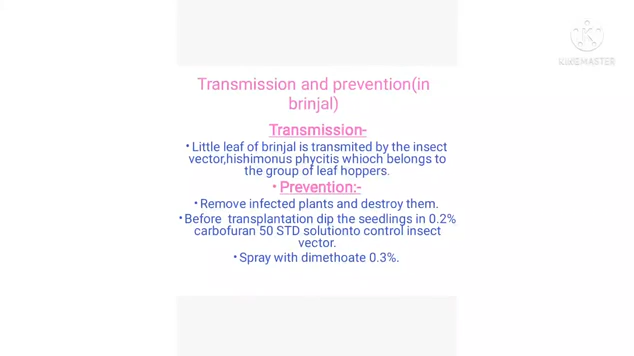 KINEMASTER
Transmission and prevention(in
brinjal)
Transmission-
• Little leaf of brinjal is transmited by the insect
vector,hishimonus phycitis whioch belongs to
the group of leaf hoppers.
• Prevention:-
• Remove infected plants and destroy them.
• Before transplantation dip the seedlings in 0.2%
carbofuran 50 STD solutionto control insect
vector.
• Spray with dimethoate 0.3%.